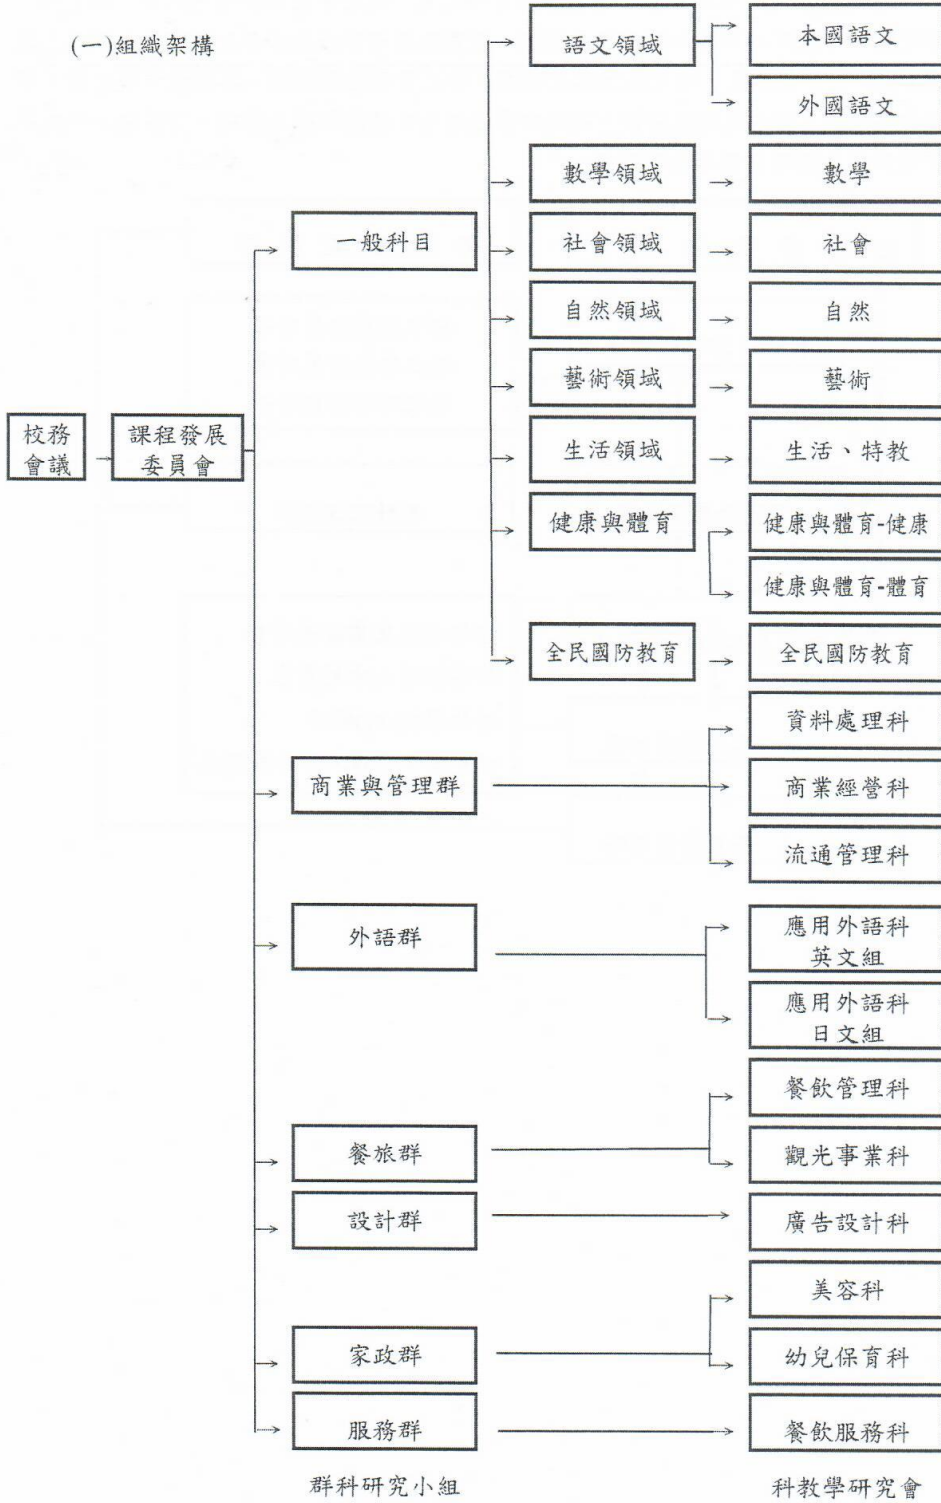 (一)組織架構
校務
會議
課程發展
委員會
一般科目
語文領域
本國語文
外國語文
數學領域
數學
社會領域
社會
自然領域
自然
藝術領域
藝術
生活領域
生活、特教
健康與體育
健康與體育-健康
健康與體育-體育
全民國防教育
全民國防教育
商業與管理群
資料處理科
商業經營科
流通管理科
外語群
應用外語科
英文組
應用外語科
日文組
餐旅群
餐飲管理科
觀光事業科
設計群
廣告設計科
家政群
美容科
幼兒保育科
服務群
餐飲服務科
群科研究小組
科教學研究會